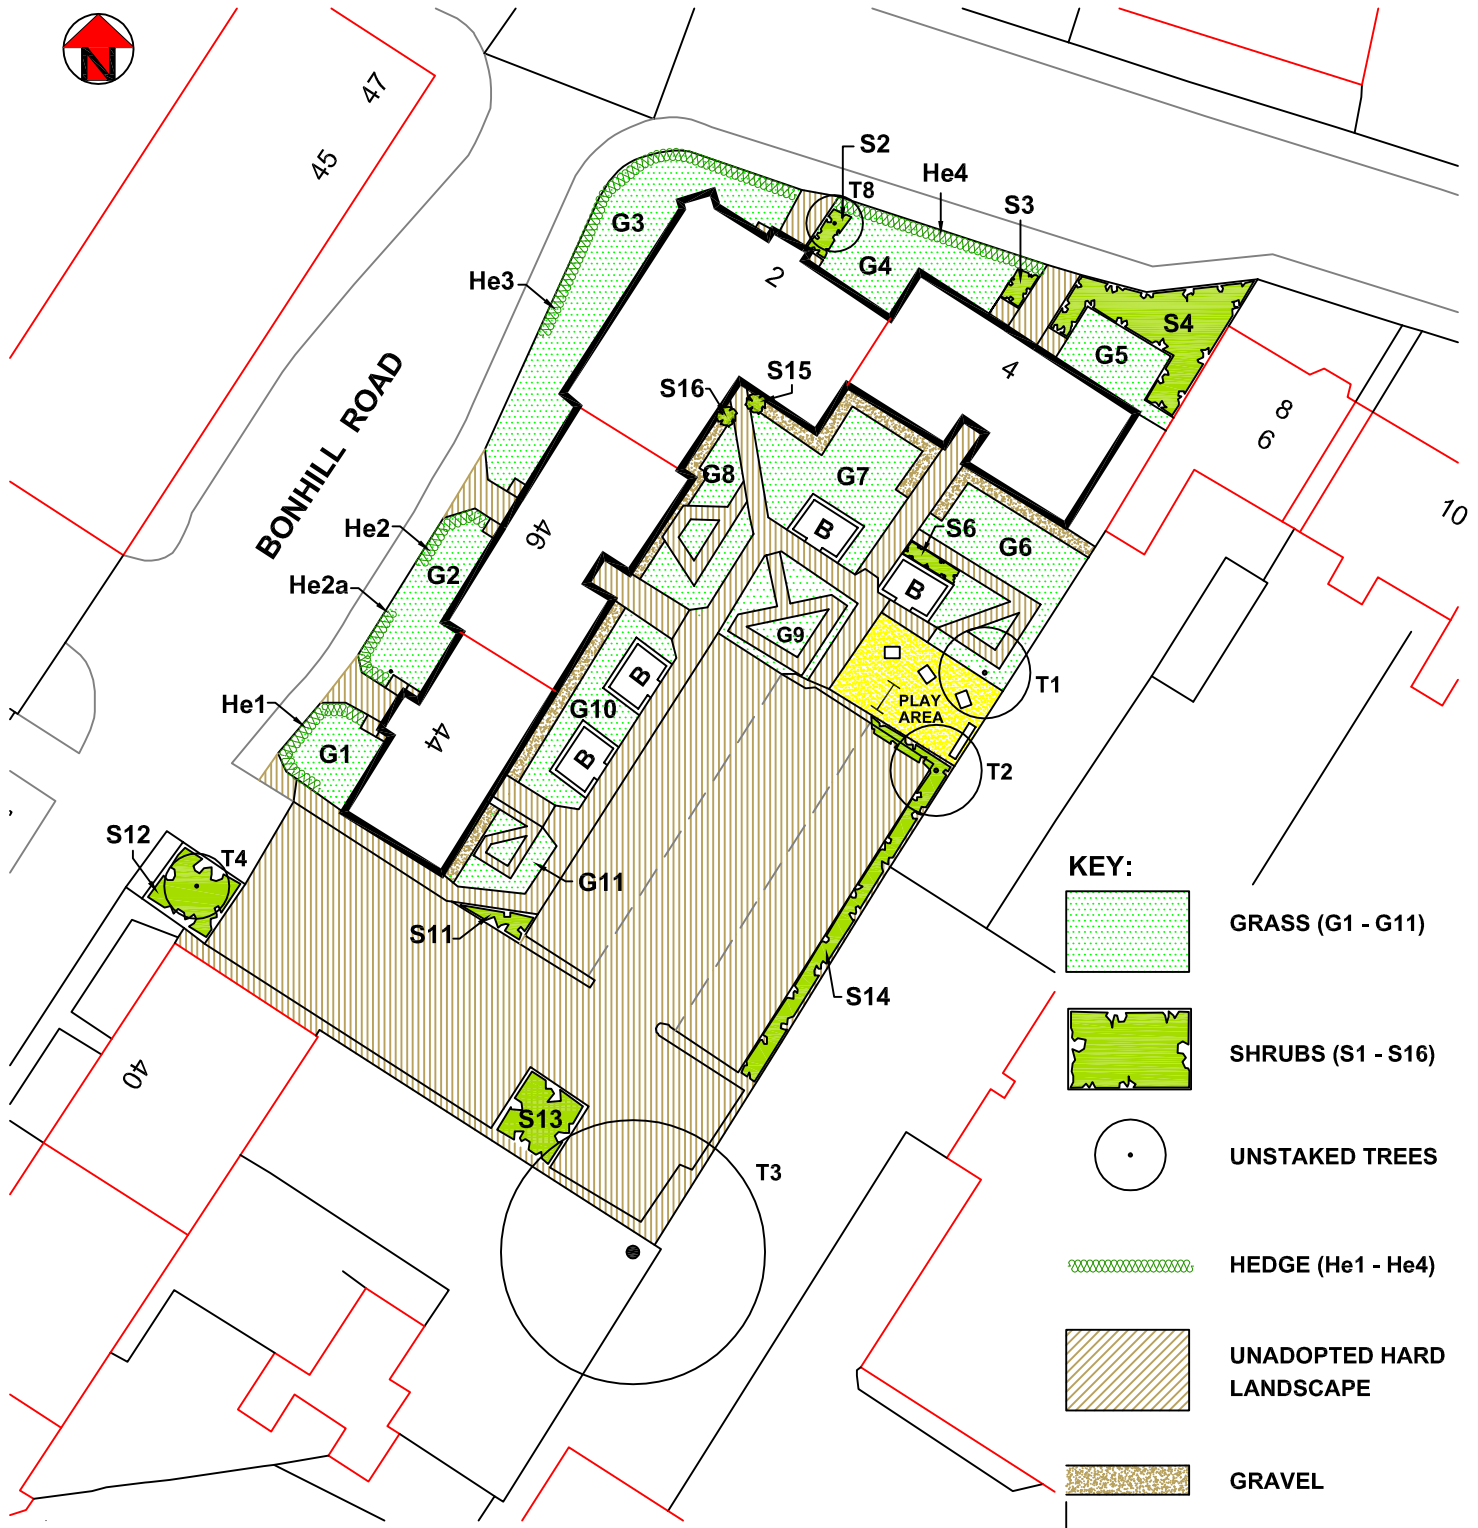 N
47
45
S2
T8
He4
S3
G3
G4
2
He3
S4
G5
4
S15
S16
8
6
BONHILL ROAD
G8
G7
10
He2
46
B
S6
G6
G2
He2a
B
G9
T1
He1
B
G10
PLAY
AREA
G1
44
B
T2
S12
T4
G11
S11
S14
40
S13
T3
KEY:
GRASS (G1 - G11)
SHRUBS (S1 - S16)
UNSTAKED TREES
HEDGE (He1 - He4)
UNADOPTED HARD
LANDSCAPE
GRAVEL